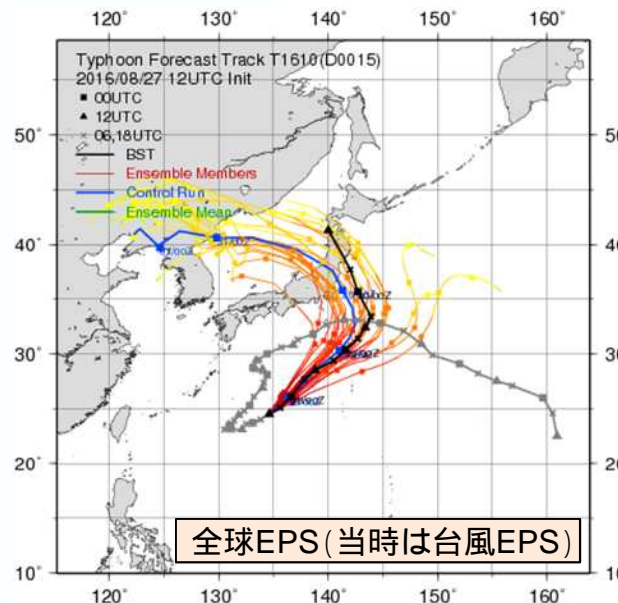 120° 130° 140° 150° 160°
Typhoon Forecast Track T1610(D0015)
2016/08/27 12UTC Init
00UTC
12UTC
06,18UTC
BST
Ensemble Members
Control Run
Ensemble Mean
50°
40°
30°
20°
10°
全球EPS(当時は台風EPS)
120° 130° 140° 150° 160°